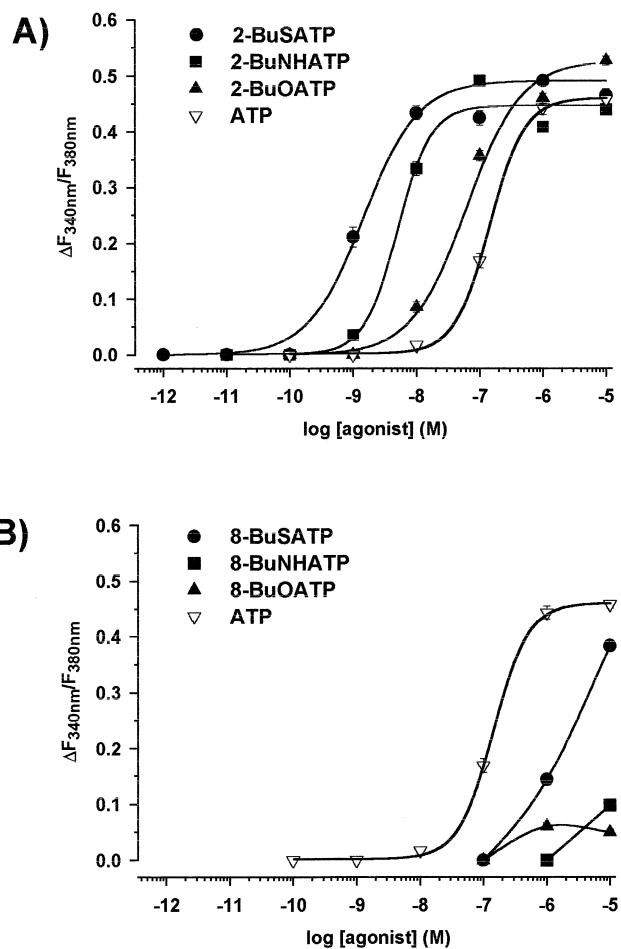 A)
0.6
0.5
0.4
0.3
0.2
0.1
0.0
ΔF340nm/F380nm
2-BuSATP
2-BuNHATP
2-BuOATP
ATP
-12 -11 -10 -9 -8 -7 -6 -5
log [agonist] (M)
B)
0.6
0.5
0.4
0.3
0.2
0.1
0.0
ΔF340nm/F380nm
8-BuSATP
8-BuNHATP
8-BuOATP
ATP
-12 -11 -10 -9 -8 -7 -6 -5
log [agonist] (M)